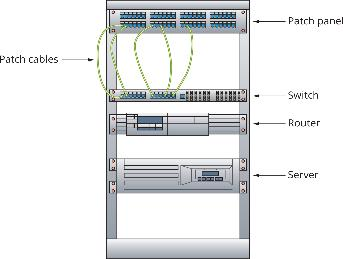 Patch panel
Patch cables
Switch
Router
Server